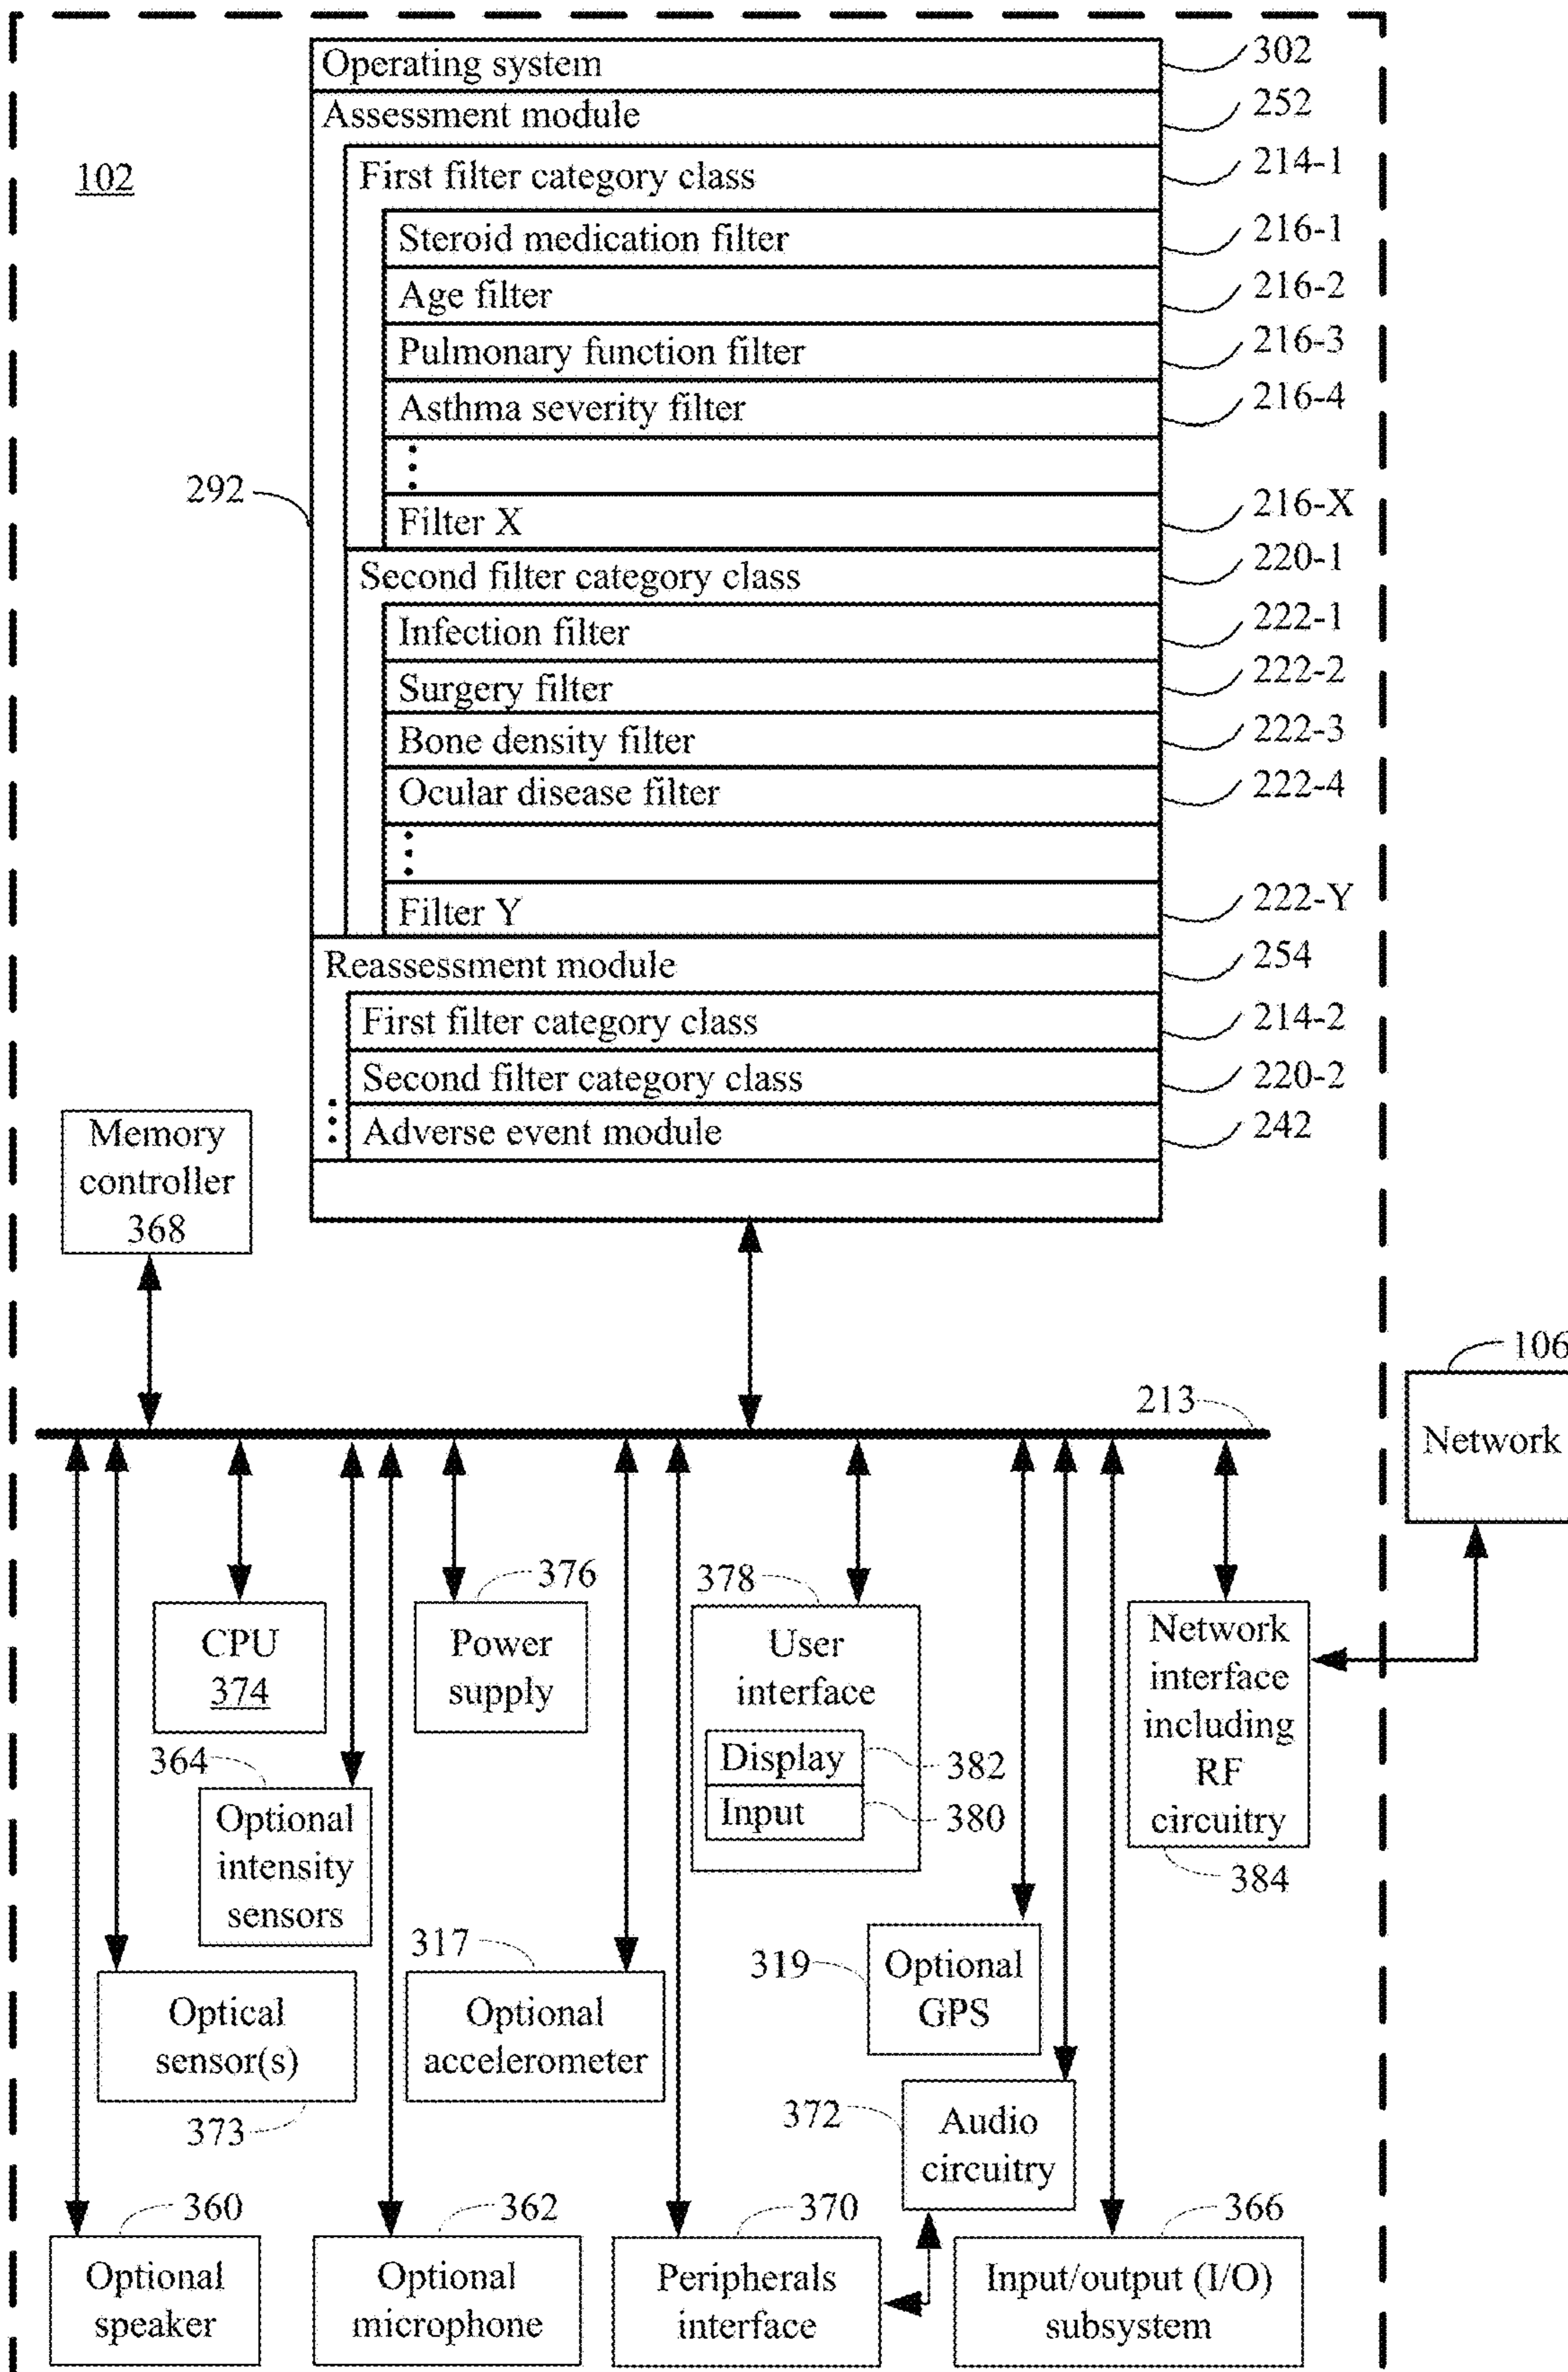 Operating system
302
Assessment module
252
102
First filter category class
214-1
Steroid medication filter
216-1
Age filter
216-2
Pulmonary function filter
216-3
Asthma severity filter
216-4
292
Filter X
216-X
Second filter category class
220-1
Infection filter
222-1
Surgery filter
222-2
Bone density filter
222-3
Ocular disease filter
222-4
Filter Y
222-Y
Reassessment module
254
First filter category class
214-2
Second filter category class
220-2
Adverse event module
242
Memory
controller
368
106
Network
213
CPU
374
376
Power
supply
378
User
interface
Display
382
Input
380
Network
interface
including
RF
circuitry
384
364
Optional
intensity
sensors
Optical
sensor(s)
373
317
Optional
accelerometer
319
Optional
GPS
372
Audio
circuitry
360
Optional
speaker
362
Optional
microphone
370
Peripherals
interface
366
Input/output (I/O)
subsystem